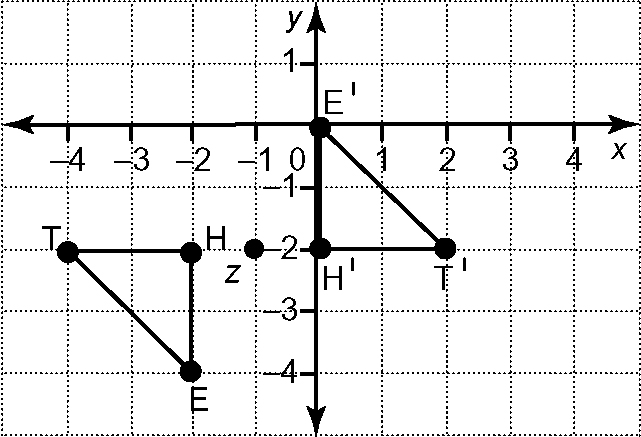 y
1
E'
–4 –3 –2 –1 0 1 2 3 4 x
–1
T H z –2 H' T'
–3
–4
E